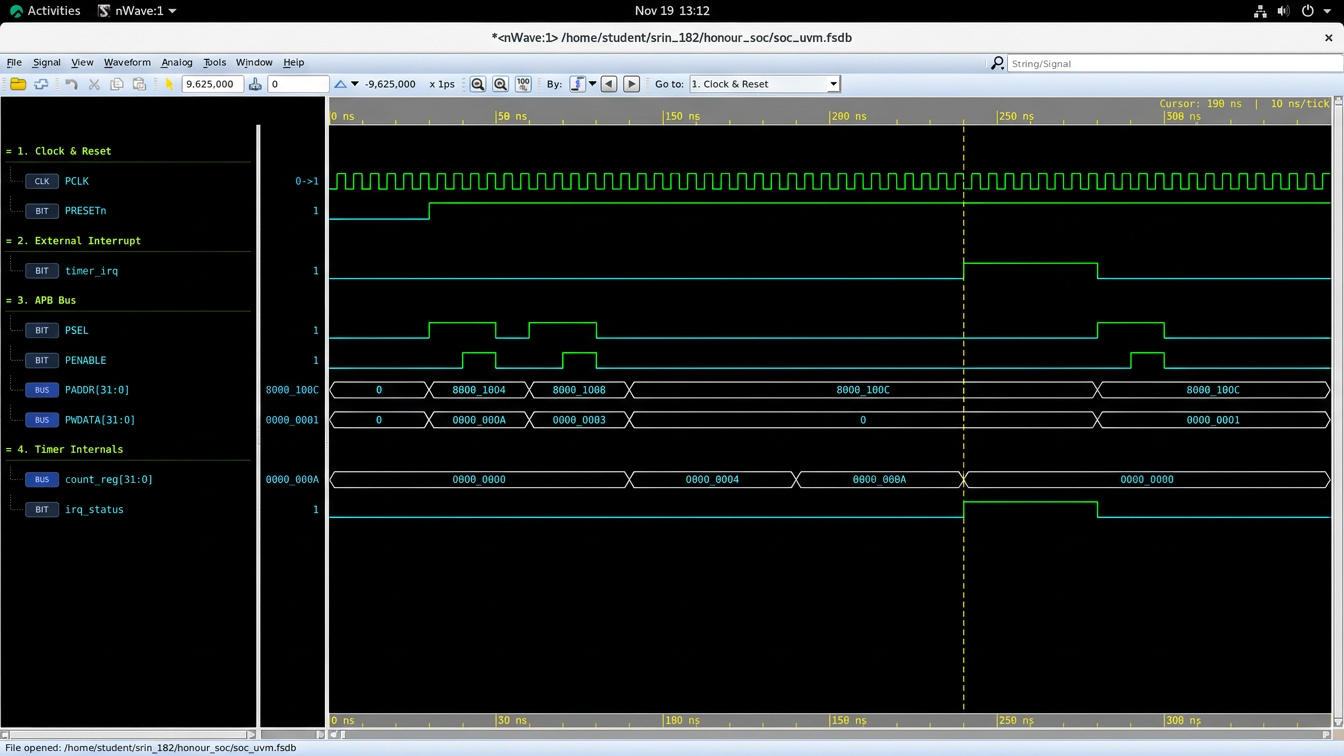 Activities nWave:1 Nov 19 13:12
*<nWave:1> /home/student/srin_182/honour_soc/soc_uvm.fsdb ×
File Signal View Waveform Analog Tools Window Help String/Signal
9.625,000 0 -9,625,000 x 1ps 100 By: Go to: 1. Clock & Reset
Cursor: 190 ns | 10 ns/tick
0 ns 50 ns 150 ns 200 ns 250 ns 300 ns
= 1. Clock & Reset
CLK PCLK 0->1
BIT PRESETn 1
= 2. External Interrupt
BIT timer_irq 1
= 3. APB Bus
BIT PSEL 1
BIT PENABLE 1
BUS PADDR[31:0] 8000_100C 0 8000_1004 8000_1008 8000_100C 8000_100C
BUS PWDATA[31:0] 0000_0001 0 0000_000A 0000_0003 0 0000_0001
= 4. Timer Internals
BUS count_reg[31:0] 0000_000A 0000_0000 0000_0004 0000_000A 0000_0000
BIT irq_status 1
0 ns 30 ns 100 ns 150 ns 250 ns 300 ns
File opened: /home/student/srin_182/honour_soc/soc_uvm.fsdb